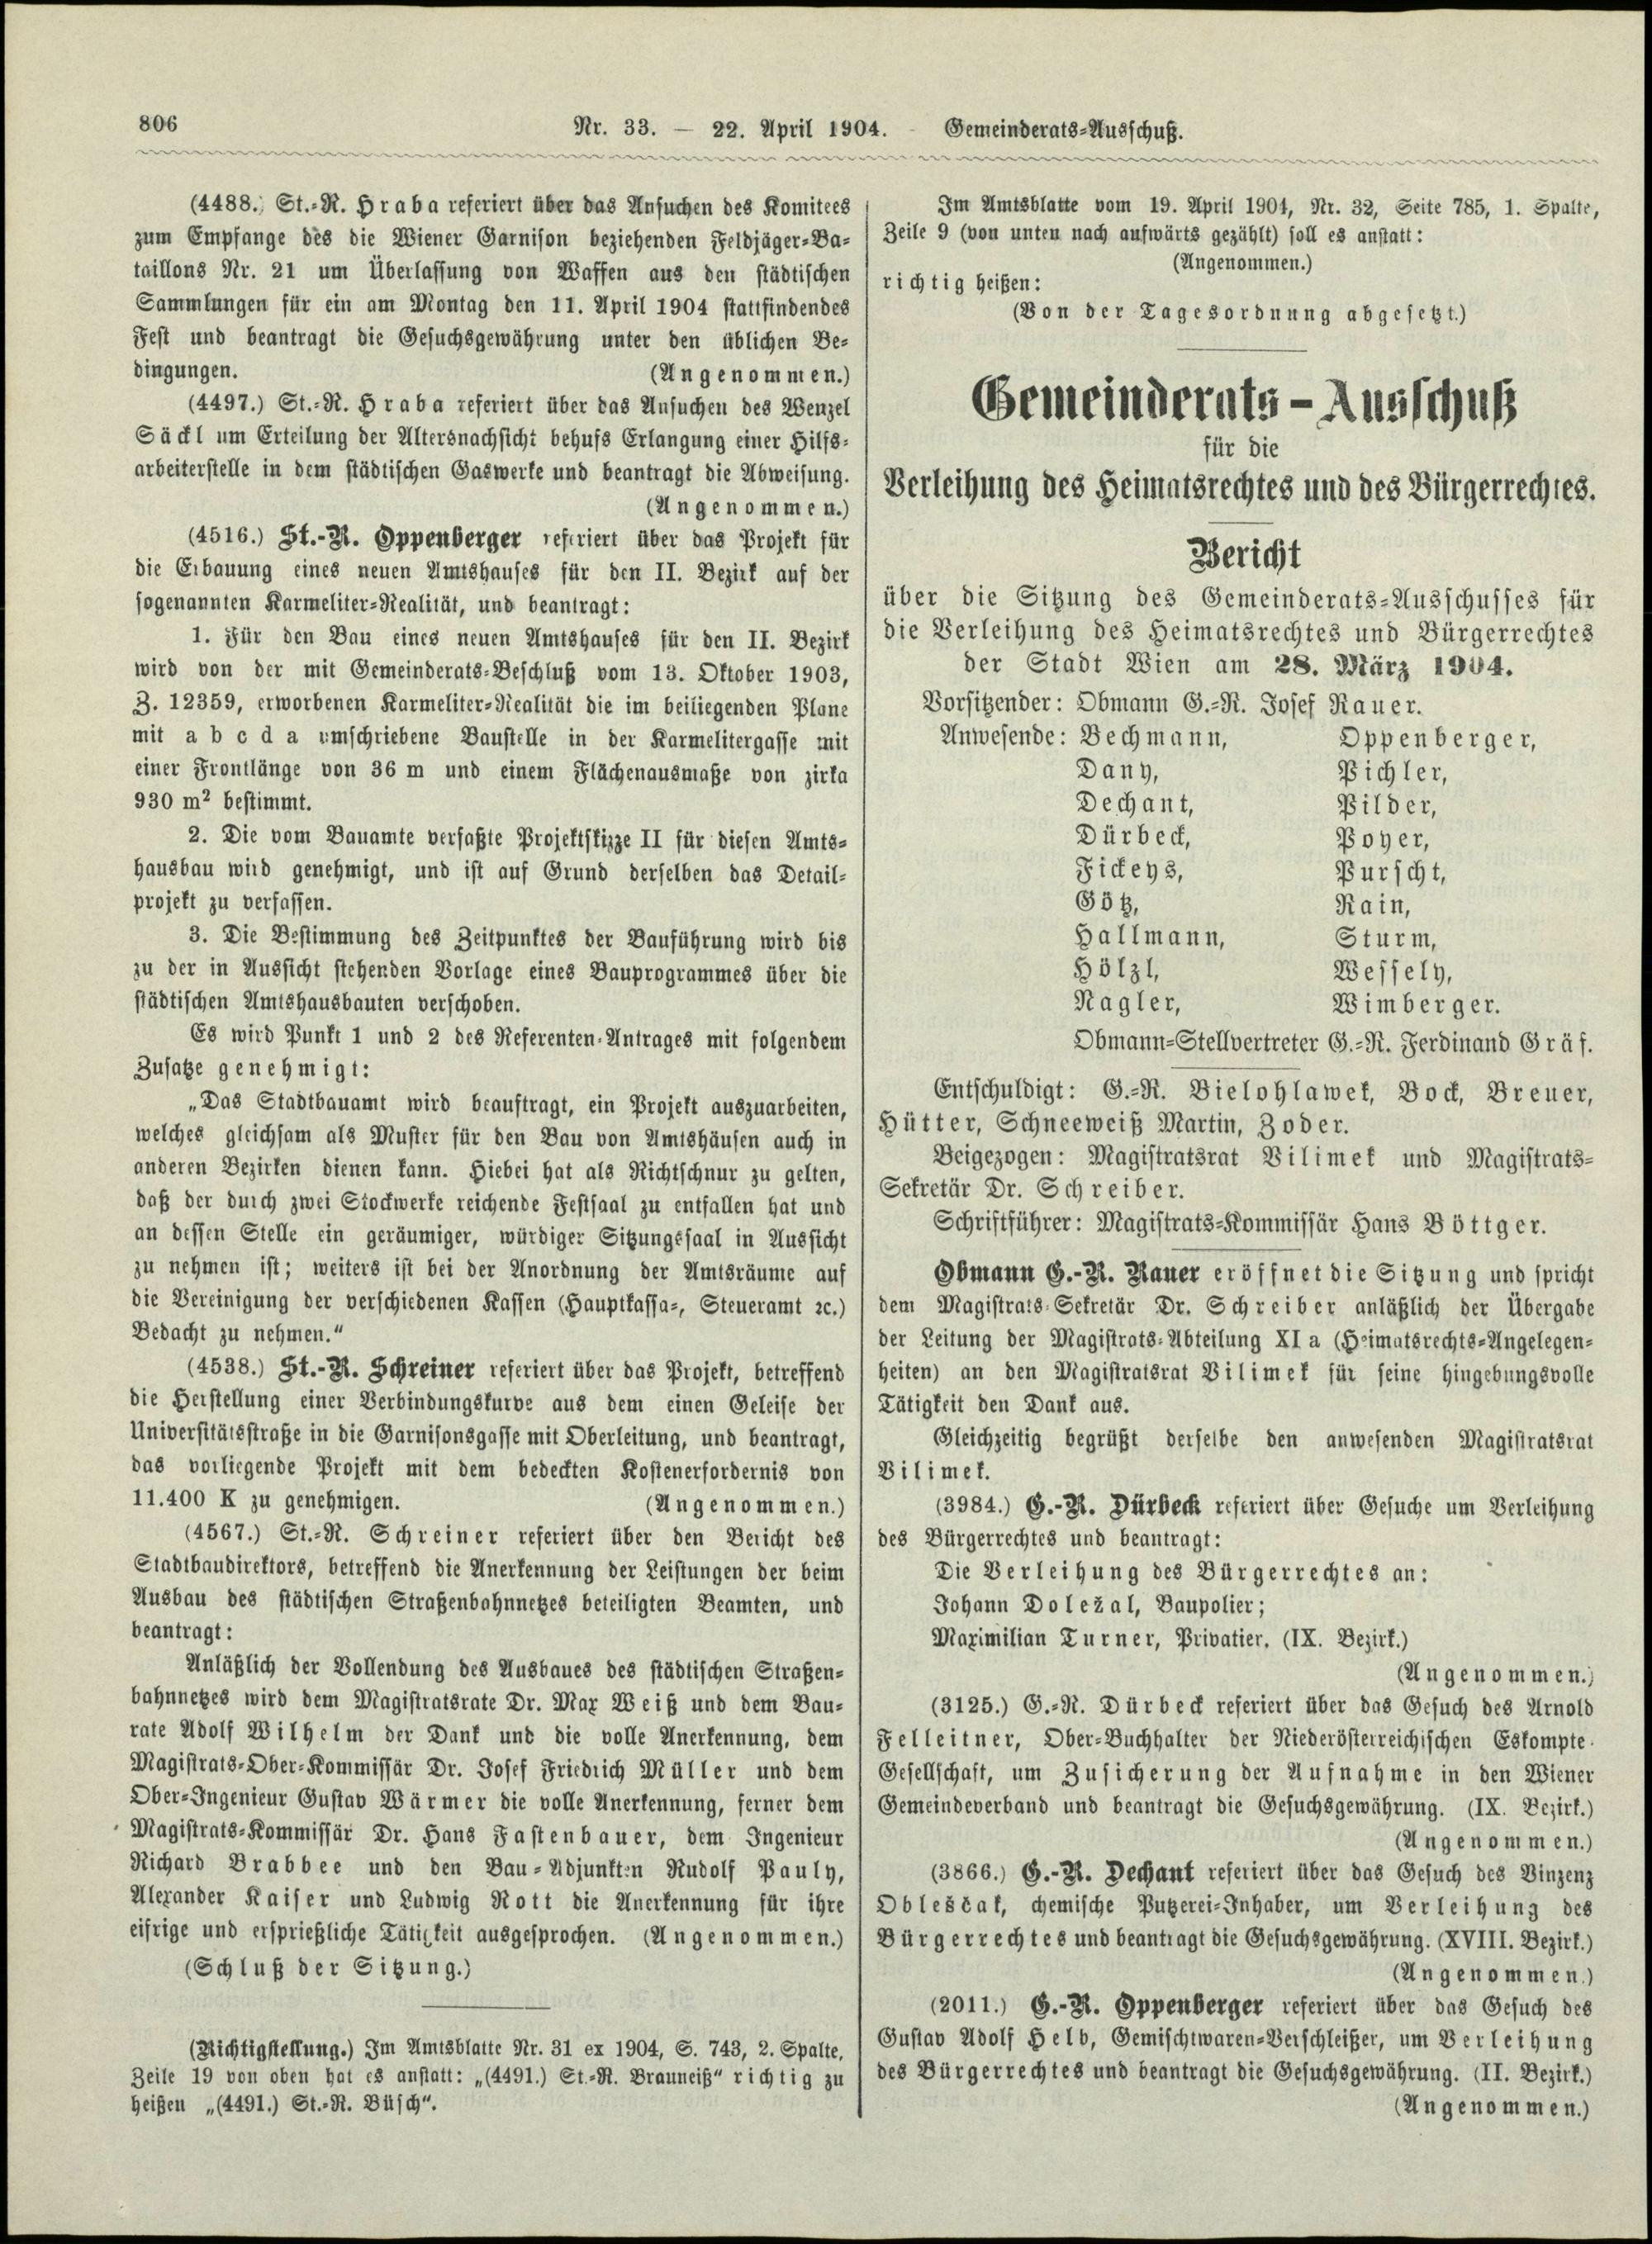 806
Nr. 33. — 22. April 1904. - Gemeinderats-Ausschuß.
(4488.) St.-R. Hraba referiert über das Ansuchen des Komitees
zum Empfange des die Wiener Garnison beziehenden Feldjäger-Ba-
taillons Nr. 21 um Überlassung von Waffen aus den städtischen
Sammlungen für ein am Montag den 11. April 1904 stattfindendes
Fest und beantragt die Gesuchsgewährung unter den üblichen Be-
dingungen. (Angenommen.)
(4497.) St.-R. Hraba referiert über das Ansuchen des Wenzel
Säckl um Erteilung der Altersnachsicht behufs Erlangung einer Hilfs-
arbeiterstelle in dem städtischen Gaswerke und beantragt die Abweisung.
(Angenommen.)
(4516.) St.-R. Oppenberger referiert über das Projekt für
die Erbauung eines neuen Amtshauses für den II. Bezirk auf der
sogenannten Karmeliter-Realität, und beantragt:
1. Für den Bau eines neuen Amtshauses für den II. Bezirk
wird von der mit Gemeinderats-Beschluß vom 13. Oktober 1903,
Z. 12359, erworbenen Karmeliter-Realität die im beiliegenden Plane
mit a b c d a umschriebene Baustelle in der Karmelitergasse mit
einer Frontlänge von 36 m und einem Flächenausmaße von zirka
930 m² bestimmt.
2. Die vom Bauamte verfaßte Projektskizze II für diesen Amts-
hausbau wird genehmigt, und ist auf Grund derselben das Detail-
projekt zu verfassen.
3. Die Bestimmung des Zeitpunktes der Bauführung wird bis
zu der in Aussicht stehenden Vorlage eines Bauprogrammes über die
städtischen Amtshausbauten verschoben.
Es wird Punkt 1 und 2 des Referenten-Antrages mit folgendem
Zusatze genehmigt:
„Das Stadtbauamt wird beauftragt, ein Projekt auszuarbeiten,
welches gleichsam als Muster für den Bau von Amtshäusen auch in
anderen Bezirken dienen kann. Hiebei hat als Richtschnur zu gelten,
daß der durch zwei Stockwerke reichende Festsaal zu entfallen hat und
an dessen Stelle ein geräumiger, würdiger Sitzungssaal in Aussicht
zu nehmen ist; weiters ist bei der Anordnung der Amtsräume auf
die Vereinigung der verschiedenen Kassen (Hauptkassa-, Steueramt ꝛc.)
Bedacht zu nehmen."
(4538.) St.-R. Schreiner referiert über das Projekt, betreffend
die Herstellung einer Verbindungskurve aus dem einen Geleise der
Universitätsstraße in die Garnisonsgasse mit Oberleitung, und beantragt,
das vorliegende Projekt mit dem bedeckten Kostenerfordernis von
11.400 K zu genehmigen. (Angenommen.)
(4567.) St.-R. Schreiner referiert über den Bericht des
Stadtbaudirektors, betreffend die Anerkennung der Leistungen der beim
Ausbau des städtischen Straßenbahnnetzes beteiligten Beamten, und
beantragt:
Anläßlich der Vollendung des Ausbaues des städtischen Straßen-
bahnnetzes wird dem Magistratsrate Dr. Max Weiß und dem Bau-
rate Adolf Wilhelm der Dank und die volle Anerkennung, dem
Magistrats-Ober-Kommissär Dr. Josef Friedrich Müller und dem
Ober-Ingenieur Gustav Wärmer die volle Anerkennung, ferner dem
Magistrats-Kommissär Dr. Hans Fastenbauer, dem Ingenieur
Richard Brabbee und den Bau-Adjunkten Rudolf Pauly,
Alexander Kaiser und Ludwig Rott die Anerkennung für ihre
eifrige und ersprießliche Tätigkeit ausgesprochen. (Angenommen.)
(Schluß der Sitzung.)
(Richtigstellung.) Im Amtsblatte Nr. 31 ex 1904, S. 743, 2. Spalte,
Zeile 19 von oben hat es anstatt: „(4491.) St.-R. Brauneiß" richtig zu
heißen „(4491.) St.-R. Büsch".
Im Amtsblatte vom 19. April 1904, Nr. 32, Seite 785, 1. Spalte,
Zeile 9 (von unten nach aufwärts gezählt) soll es anstatt:
(Angenommen.)
richtig heißen:
(Von der Tagesordnung abgesetzt.)
Gemeinderats-Ausschuß
für die
Verleihung des Heimatsrechtes und des Bürgerrechtes.
Bericht
über die Sitzung des Gemeinderats-Ausschusses für
die Verleihung des Heimatsrechtes und Bürgerrechtes
der Stadt Wien am 28. März 1904.
Vorsitzender: Obmann G.-R. Josef Rauer.
Anwesende: Bechmann, Oppenberger,
Dany, Pichler,
Dechant, Pilder,
Dürbeck, Poyer,
Fickeys, Purscht,
Götz, Rain,
Hallmann, Sturm,
Hölzl, Wessely,
Nagler, Wimberger.
Obmann-Stellvertreter G.-R. Ferdinand Gräf.
Entschuldigt: G.-R. Bielohlawek, Bock, Breuer,
Hütter, Schneeweiß Martin, Zoder.
Beigezogen: Magistratsrat Vilimek und Magistrats-
Sekretär Dr. Schreiber.
Schriftführer: Magistrats-Kommissär Hans Böttger.
Obmann G.-R. Rauer eröffnet die Sitzung und spricht
dem Magistrats-Sekretär Dr. Schreiber anläßlich der Übergabe
der Leitung der Magistrats-Abteilung XI a (Heimatsrechts-Angelegen-
heiten) an den Magistratsrat Vilimek für seine hingebungsvolle
Tätigkeit den Dank aus.
Gleichzeitig begrüßt derselbe den anwesenden Magistratsrat
Vilimek.
(3984.) G.-R. Dürbeck referiert über Gesuche um Verleihung
des Bürgerrechtes und beantragt:
Die Verleihung des Bürgerrechtes an:
Johann Doležal, Baupolier;
Maximilian Turner, Privatier. (IX. Bezirk.)
(Angenommen.)
(3125.) G.-R. Dürbeck referiert über das Gesuch des Arnold
Felleitner, Ober-Buchhalter der Niederösterreichischen Eskompte-
Gesellschaft, um Zusicherung der Aufnahme in den Wiener
Gemeindeverband und beantragt die Gesuchsgewährung. (IX. Bezirk.)
(Angenommen.)
(3866.) G.-R. Dechant referiert über das Gesuch des Vinzenz
Obleščak, chemische Putzerei-Inhaber, um Verleihung des
Bürgerrechtes und beantragt die Gesuchsgewährung. (XVIII. Bezirk.)
(Angenommen.)
(2011.) G.-R. Oppenberger referiert über das Gesuch des
Gustav Adolf Helb, Gemischtwaren-Verschleißer, um Verleihung
des Bürgerrechtes und beantragt die Gesuchsgewährung. (II. Bezirk.)
(Angenommen.)